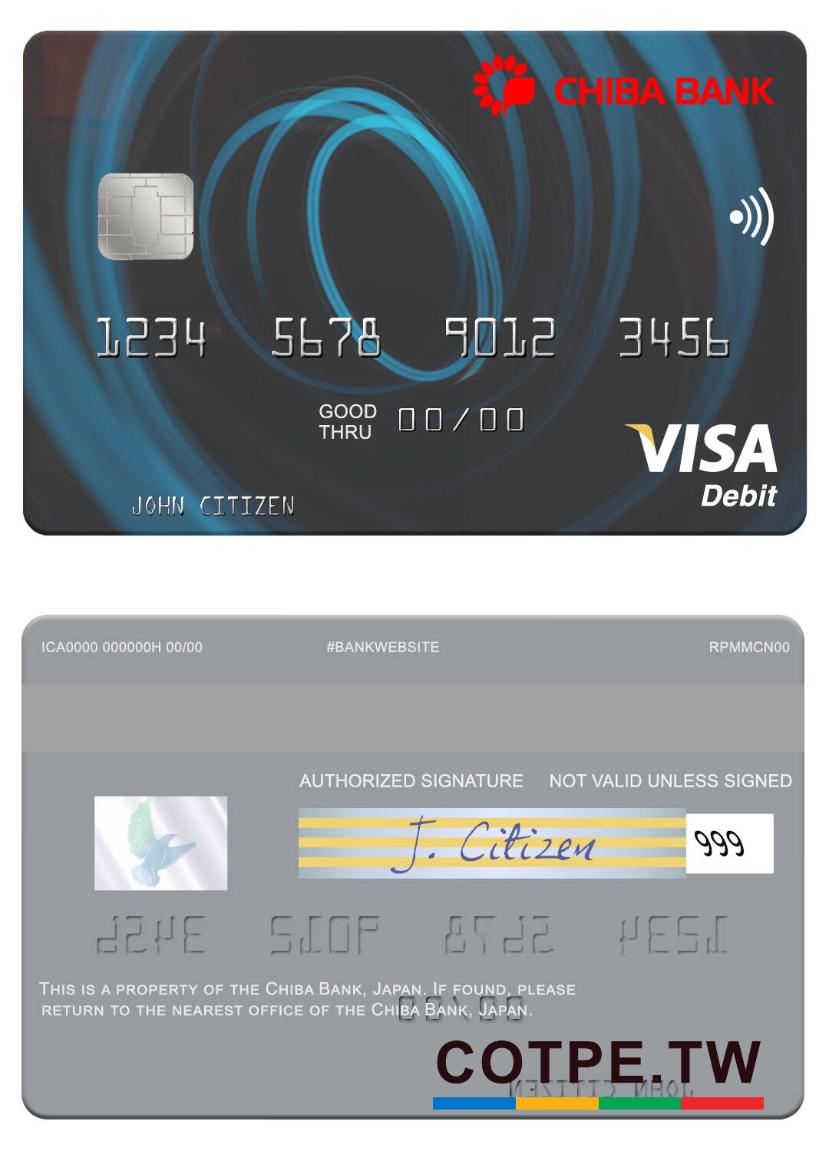 CHIBA BANK
1234 5678 9012 3456
GOOD THRU 00/00
VISA
Debit
JOHN CITIZEN
ICA0000 000000H 00/00 #BANKWEBSITE RPMMCN00
AUTHORIZED SIGNATURE NOT VALID UNLESS SIGNED
J. Citizen 999
THIS IS A PROPERTY OF THE CHIBA BANK, JAPAN. IF FOUND, PLEASE
RETURN TO THE NEAREST OFFICE OF THE CHIBA BANK, JAPAN.
COTPE.TW